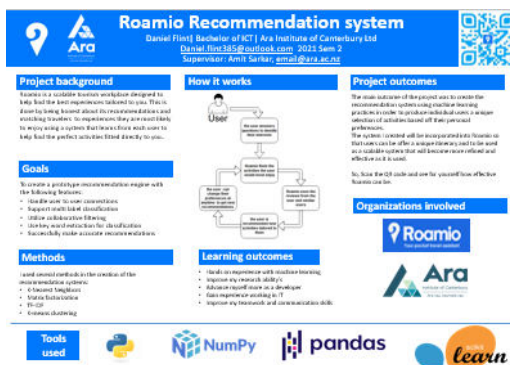 Roamio Recommendation system
Daniel Flint| Bachelor of ICT| Ara Institute of Canterbury Ltd
Daniel.flint385@outlook.com 2021 Sem 2
Supervisor: Amit Sarkar, email@ara.ac.nz
Ara
Project background
Roamio is a scalable tourism workplace designed to
help find the best experiences tailored to you. This is
done by being honest about its recommendations and
matching travelers to experiences they are most likely
to enjoy using a system that learns from each user to
help find the perfect activities fitted directly to you.
Goals
To create a prototype recommendation engine with
the following features:
• Handle user to user connections
• Support multi label classification
• Utilize collaborative filtering
• Use key word extraction for classification
• Successfully make accurate recommendations
Methods
I used several methods in the creation of the
recommendation systems:
• K-Nearest Neighbors
• Matrix factorization
• TF-IDF
• K-means clustering
How it works
User
Learning outcomes
• Hands on experience with machine learning
• Improve my research ability's
• Advance myself more as a developer
• Gain experience working in IT
• Improve my teamwork and communication skills
Project outcomes
The main outcome of the project was to create the
recommendation system using machine learning
practices in order to produce individual users a unique
selection of activities based of their personal
preferences.
The system I created will be incorporated into Roamio so
that users can be offer a unique itinerary and to be used
as a scalable system that will become more refined and
effective as it is used.
So, Scan the QR code and see for yourself how effective
Roamio can be.
Organizations involved
Roamio
Your pocket travel assistant
Ara
Institute of Canterbury
Tools
used
NumPy
pandas
learn